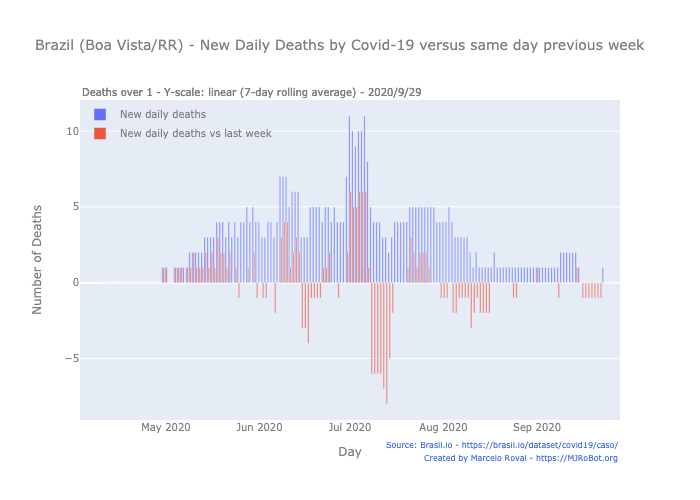 Brazil (Boa Vista/RR) - New Daily Deaths by Covid-19 versus same day previous week
Deaths over 1 - Y-scale: linear (7-day rolling average) - 2020/9/29
New daily deaths
New daily deaths vs last week
10
5
0
−5
Number of Deaths
May 2020
Jun 2020
Jul 2020
Aug 2020
Sep 2020
Day
Source: Brasil.io - https://brasil.io/dataset/covid19/caso/
Created by Marcelo Rovai - https://MJRoBot.org